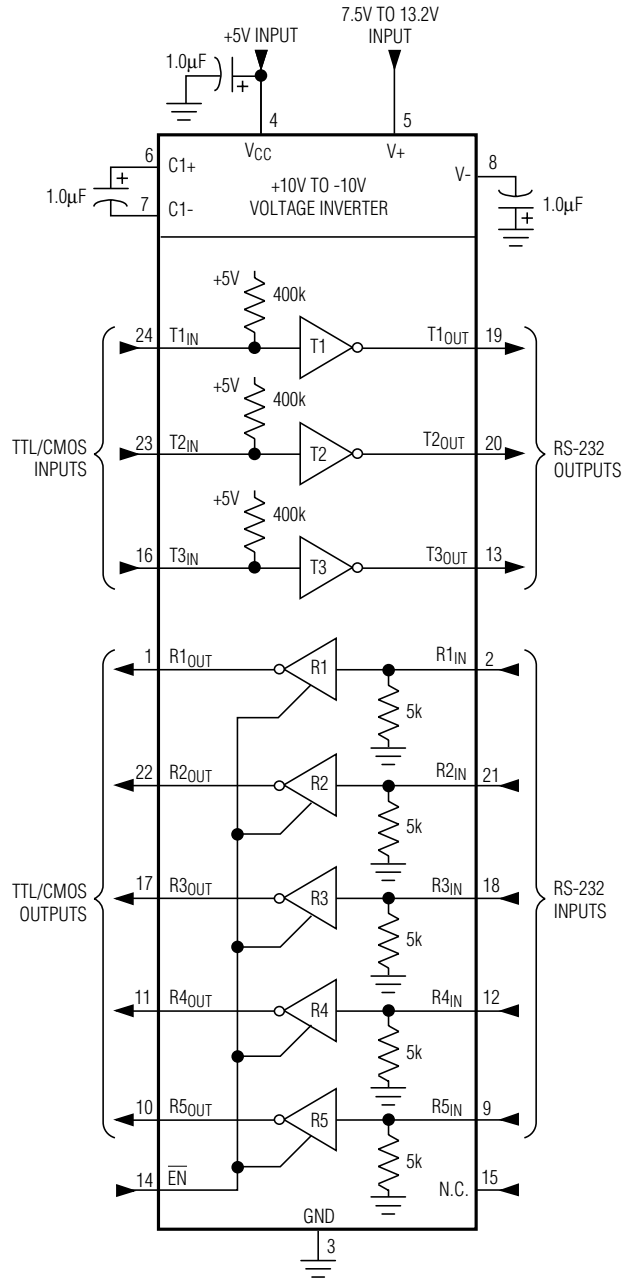 7.5V TO 13.2V
INPUT
+5V INPUT
1.0µF
+
4
5
VCC
V+
6
C1+
+
1.0µF
7
C1-
+10V TO -10V
VOLTAGE INVERTER
V-
8
1.0µF
+
+5V
400k
24
T1IN
T1
T1OUT
19
+5V
400k
TTL/CMOS
INPUTS
23
T2IN
T2
T2OUT
20
RS-232
OUTPUTS
+5V
400k
16
T3IN
T3
T3OUT
13
1
R1OUT
R1
R1IN
2
5k
22
R2OUT
R2
R2IN
21
5k
TTL/CMOS
OUTPUTS
17
R3OUT
R3
R3IN
18
RS-232
INPUTS
5k
11
R4OUT
R4
R4IN
12
5k
10
R5OUT
R5
R5IN
9
5k
14
EN
N.C.
15
GND
3